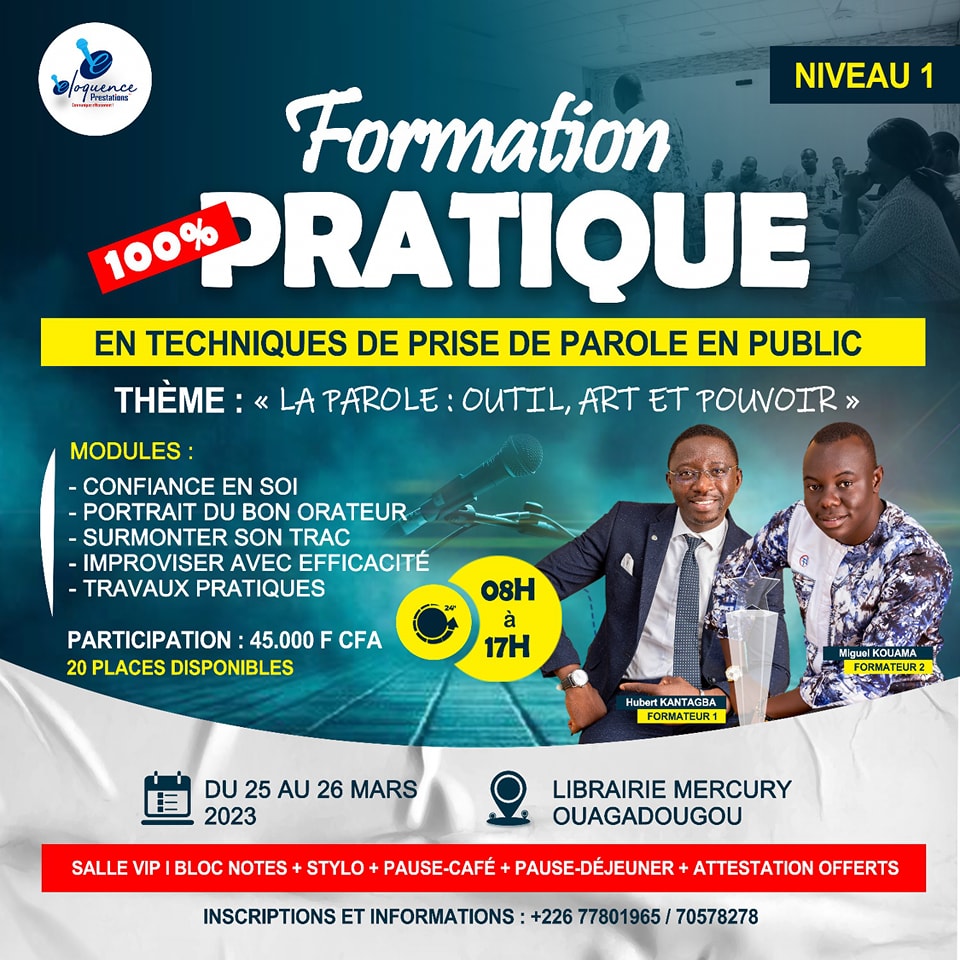 eloquence
Prestations
NIVEAU 1
Formation
100%
PRATIQUE
EN TECHNIQUES DE PRISE DE PAROLE EN PUBLIC
THÈME : « LA PAROLE : OUTIL, ART ET POUVOIR »
MODULES :
- CONFIANCE EN SOI
- PORTRAIT DU BON ORATEUR
- SURMONTER SON TRAC
- IMPROVISER AVEC EFFICACITÉ
- TRAVAUX PRATIQUES
PARTICIPATION : 45.000 F CFA
20 PLACES DISPONIBLES
24H
08H
à
17H
Miguel KOUAMA
FORMATEUR 2
Hubert KANTAGBA
FORMATEUR 1
DU 25 AU 26 MARS
2023
LIBRAIRIE MERCURY
OUAGADOUGOU
SALLE VIP I BLOC NOTES + STYLO + PAUSE-CAFÉ + PAUSE-DÉJEUNER + ATTESTATION OFFERTS
INSCRIPTIONS ET INFORMATIONS : +226 77801965 / 70578278